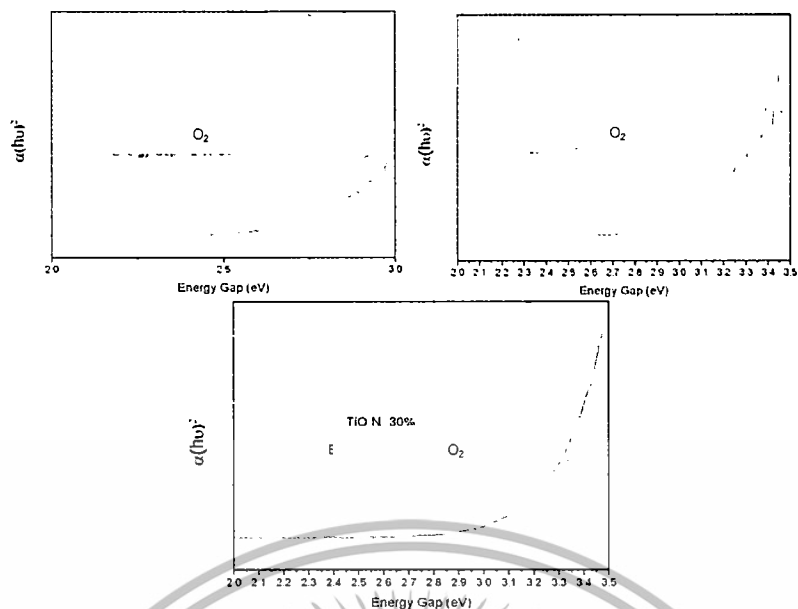 α(hυ)²
O₂
2.0 2.5 3.0
Energy Gap (eV)
α(hυ)²
O₂
2.0 2.1 2.2 2.3 2.4 2.5 2.6 2.7 2.8 2.9 3.0 3.1 3.2 3.3 3.4 3.5
Energy Gap (eV)
α(hυ)²
TiO N 30%
E O₂
2.0 2.1 2.2 2.3 2.4 2.5 2.6 2.7 2.8 2.9 3.0 3.1 3.2 3.3 3.4 3.5
Energy Gap (eV)